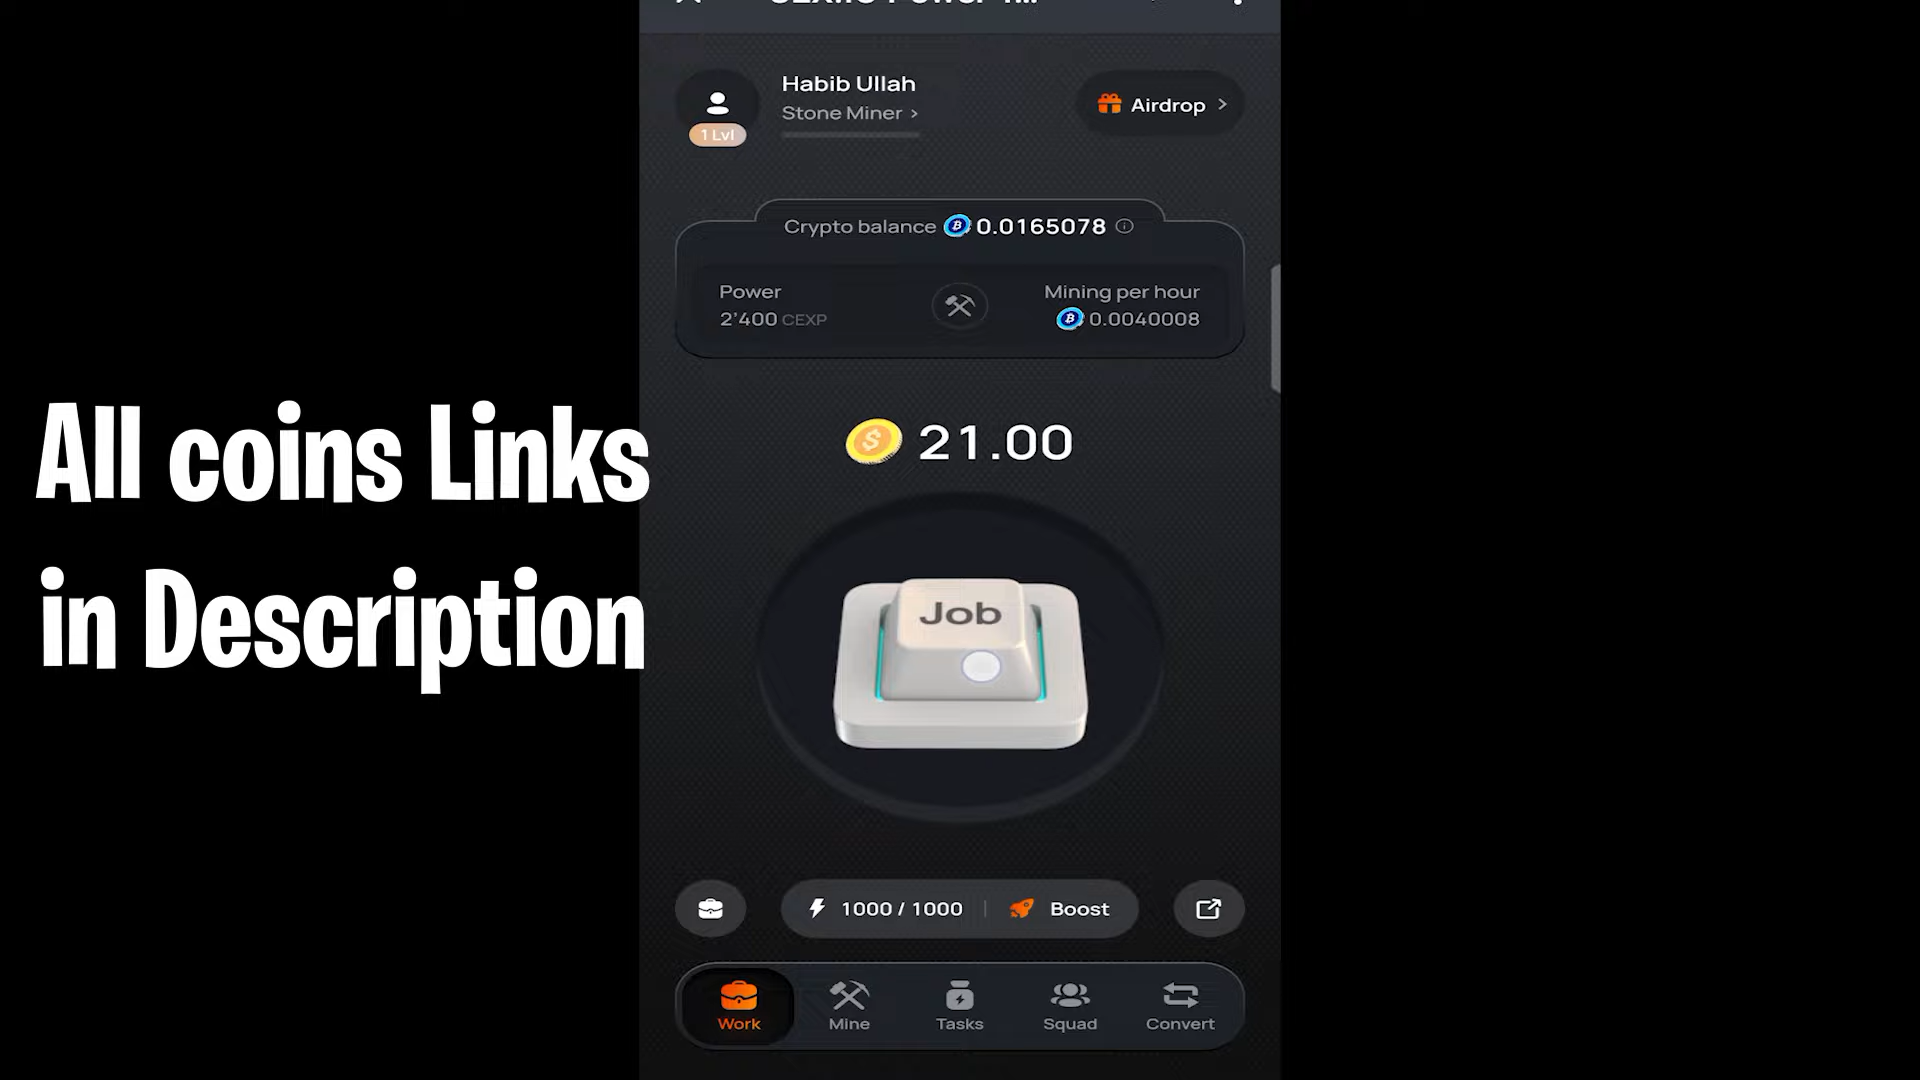 Habib Ullah
Stone Miner >
1 Lvl
Airdrop >
Crypto balance 0.0165078
Power
2'400 CEXP
Mining per hour
0.0040008
21.00
All coins Links
in Description
Job
1000 / 1000 | Boost
Work
Mine
Tasks
Squad
Convert